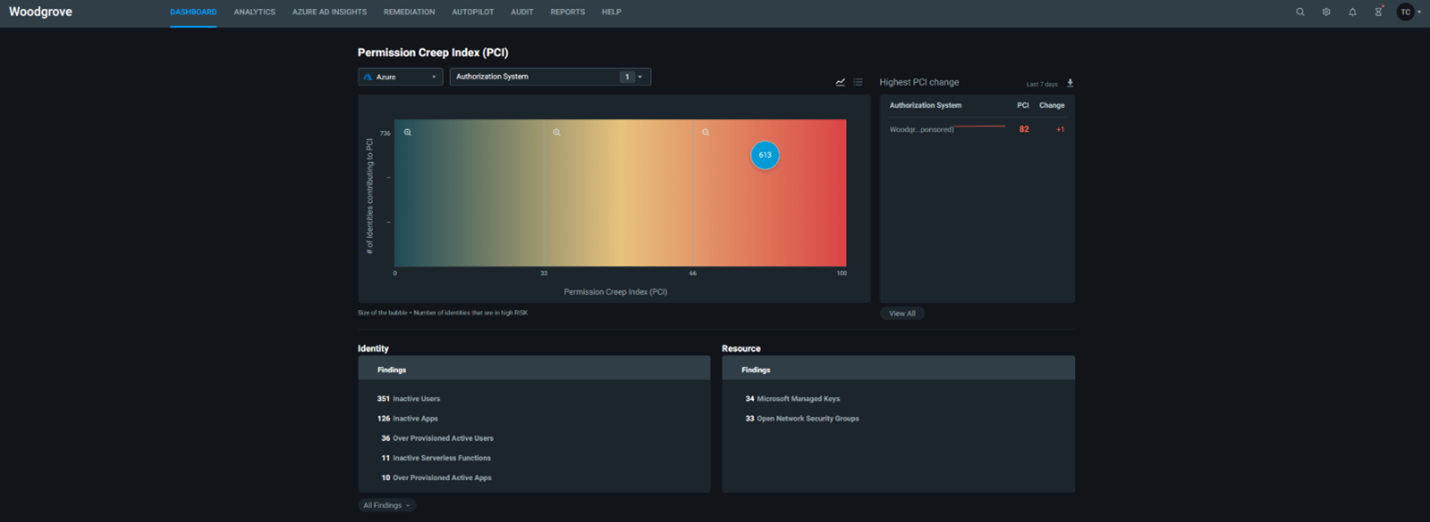 Woodgrove DASHBOARD ANALYTICS AZURE AD INSIGHTS REMEDIATION AUTOPILOT AUDIT REPORTS HELP TC
Permission Creep Index (PCI)
Azure Authorization System 1
Highest PCI change Last 7 days
Authorization System PCI Change
Woodgr...ponsored) 82 +1
# of Identities contributing to PCI
736
613
0 33 66 100
Permission Creep Index (PCI)
Size of the bubble = Number of identities that are in high RISK
View All
Identity
Findings
351 Inactive Users
126 Inactive Apps
36 Over Provisioned Active Users
11 Inactive Serverless Functions
10 Over Provisioned Active Apps
All Findings
Resource
Findings
34 Microsoft Managed Keys
33 Open Network Security Groups